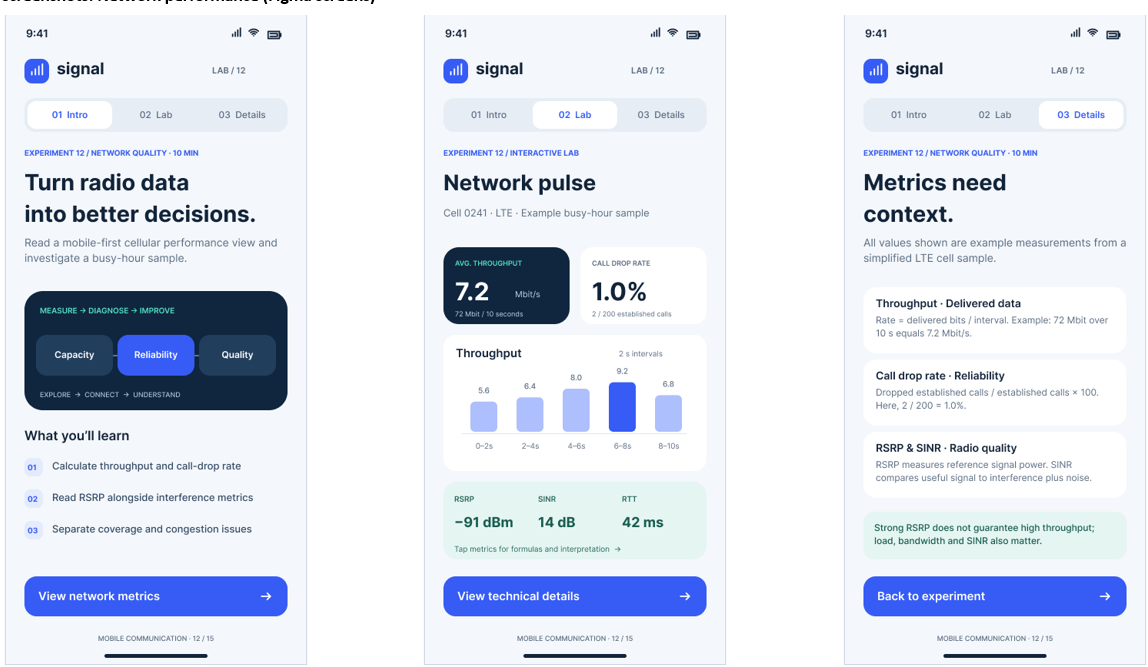 9:41
signal
LAB / 12
01 Intro
02 Lab
03 Details
EXPERIMENT 12 / NETWORK QUALITY · 10 MIN
Turn radio data
into better decisions.
Read a mobile-first cellular performance view and
investigate a busy-hour sample.
MEASURE → DIAGNOSE → IMPROVE
Capacity
Reliability
Quality
EXPLORE → CONNECT → UNDERSTAND
What you'll learn
01 Calculate throughput and call-drop rate
02 Read RSRP alongside interference metrics
03 Separate coverage and congestion issues
View network metrics →
MOBILE COMMUNICATION · 12 / 15
9:41
signal
LAB / 12
01 Intro
02 Lab
03 Details
EXPERIMENT 12 / INTERACTIVE LAB
Network pulse
Cell 0241 · LTE · Example busy-hour sample
AVG. THROUGHPUT
7.2 Mbit/s
72 Mbit / 10 seconds
CALL DROP RATE
1.0%
2 / 200 established calls
Throughput
2 s intervals
5.6
6.4
8.0
9.2
6.8
0–2s
2–4s
4–6s
6–8s
8–10s
RSRP
SINR
RTT
−91 dBm
14 dB
42 ms
Tap metrics for formulas and interpretation →
View technical details →
MOBILE COMMUNICATION · 12 / 15
9:41
signal
LAB / 12
01 Intro
02 Lab
03 Details
EXPERIMENT 12 / NETWORK QUALITY · 10 MIN
Metrics need
context.
All values shown are example measurements from a
simplified LTE cell sample.
Throughput · Delivered data
Rate = delivered bits / interval. Example: 72 Mbit over
10 s equals 7.2 Mbit/s.
Call drop rate · Reliability
Dropped established calls / established calls × 100.
Here, 2 / 200 = 1.0%.
RSRP & SINR · Radio quality
RSRP measures reference signal power. SINR
compares useful signal to interference plus noise.
Strong RSRP does not guarantee high throughput;
load, bandwidth and SINR also matter.
Back to experiment →
MOBILE COMMUNICATION · 12 / 15